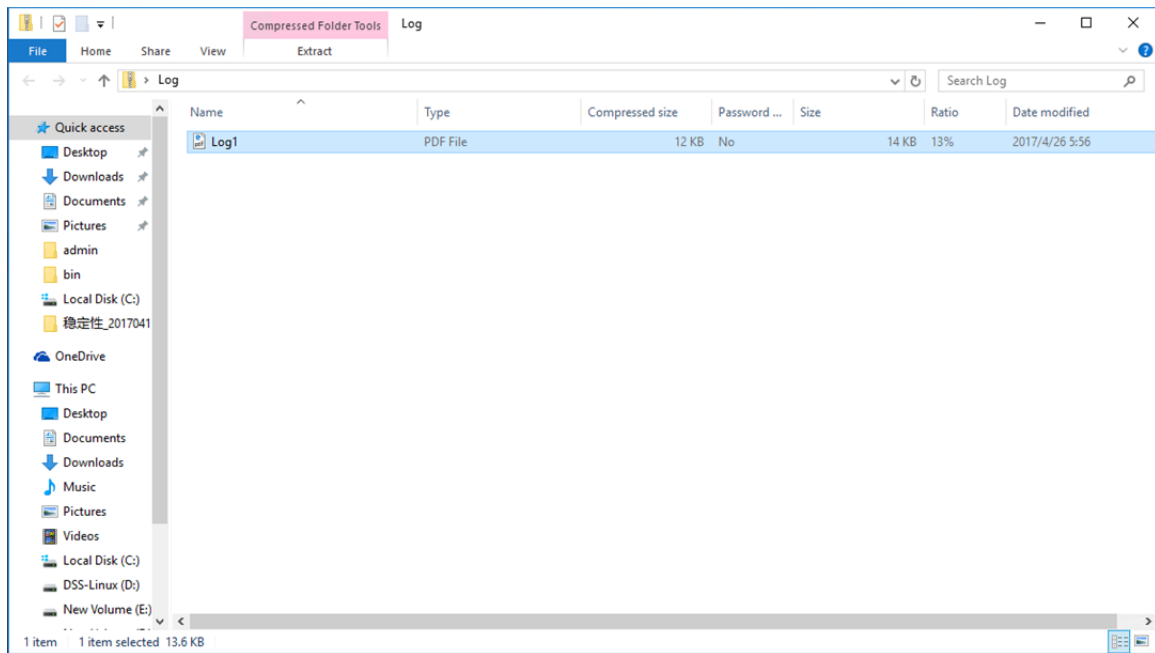 Compressed Folder Tools Log
File Home Share View Extract
Log Search Log
Name Type Compressed size Password ... Size Ratio Date modified
Log1 PDF File 12 KB No 14 KB 13% 2017/4/26 5:56
Quick access
Desktop
Downloads
Documents
Pictures
admin
bin
Local Disk (C:)
稳定性_2017041
OneDrive
This PC
Desktop
Documents
Downloads
Music
Pictures
Videos
Local Disk (C:)
DSS-Linux (D:)
New Volume (E:)
1 item 1 item selected 13.6 KB